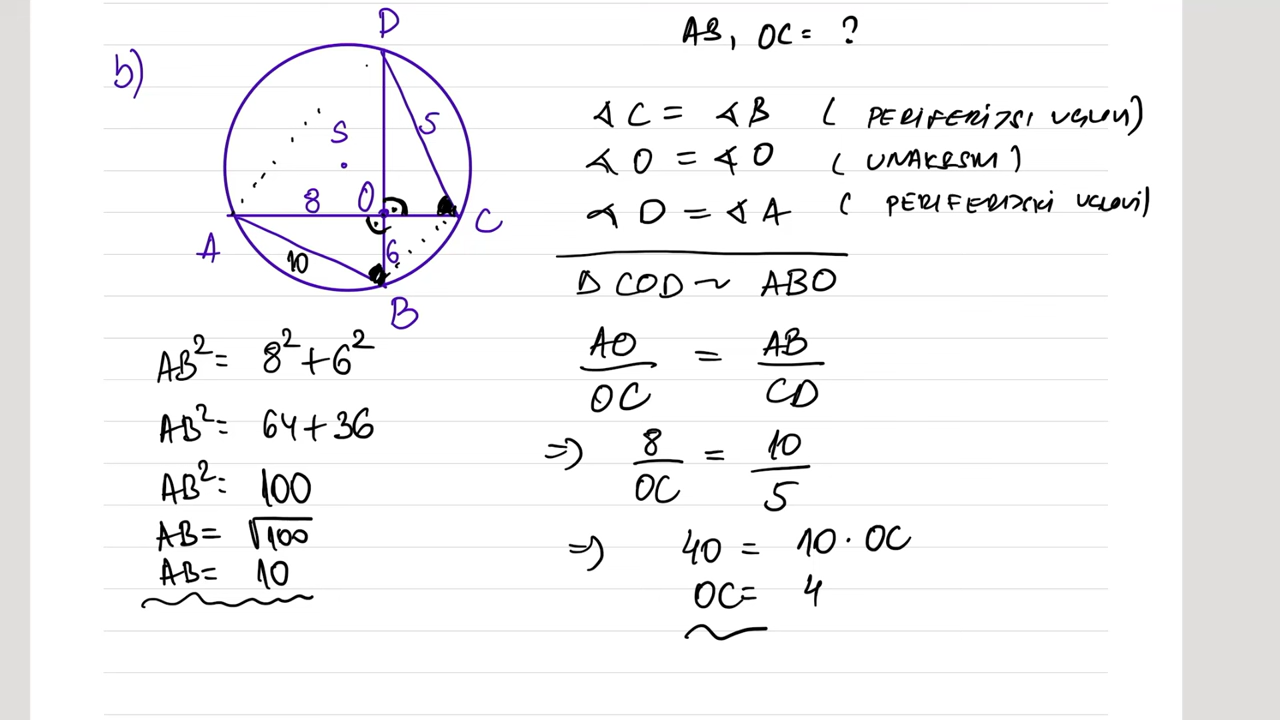 b)
D
S
5
8
O
C
A
10
6
B
AB² = 8² + 6²
AB² = 64 + 36
AB² = 100
AB = √100
AB = 10
AB, OC = ?
∢ C = ∢ B ( PERIFERIJSI UGLOVI)
∢ O = ∢ O ( UNAKRSNI)
∢ D = ∢ A ( PERIFERIJSKI UGLOVI)
Δ COD ~ ABO
AO/OC = AB/CD
=> 8/OC = 10/5
=> 40 = 10 · OC
OC = 4